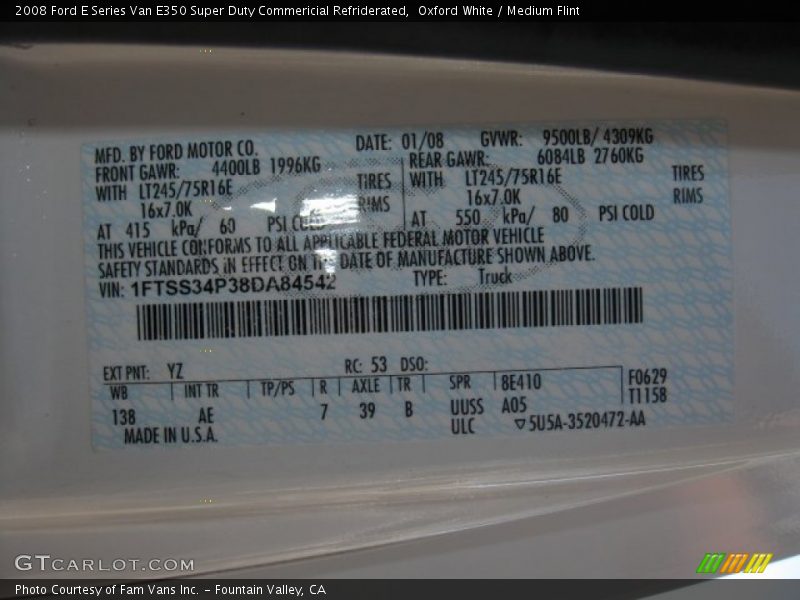 2008 Ford E Series Van E350 Super Duty Commericial Refriderated, Oxford White / Medium Flint
MFD. BY FORD MOTOR CO. DATE: 01/08 GVWR: 9500LB/ 4309KG
FRONT GAWR: 4400LB 1996KG REAR GAWR: 6084LB 2760KG
WITH LT245/75R16E TIRES WITH LT245/75R16E TIRES
16x7.0K RIMS 16x7.0K RIMS
AT 415 kPa/ 60 PSI COLD AT 550 kPa/ 80 PSI COLD
THIS VEHICLE CONFORMS TO ALL APPLICABLE FEDERAL MOTOR VEHICLE
SAFETY STANDARDS IN EFFECT ON THE DATE OF MANUFACTURE SHOWN ABOVE.
VIN: 1FTSS34P38DA84542 TYPE: Truck
EXT PNT: YZ RC: 53 DSO:
WB INT TR TP/PS R AXLE TR SPR 8E410 F0629
138 AE 7 39 B UUSS A05 T1158
MADE IN U.S.A. ULC ▽5U5A-3520472-AA
GTCARLOT.COM
Photo Courtesy of Fam Vans Inc. – Fountain Valley, CA